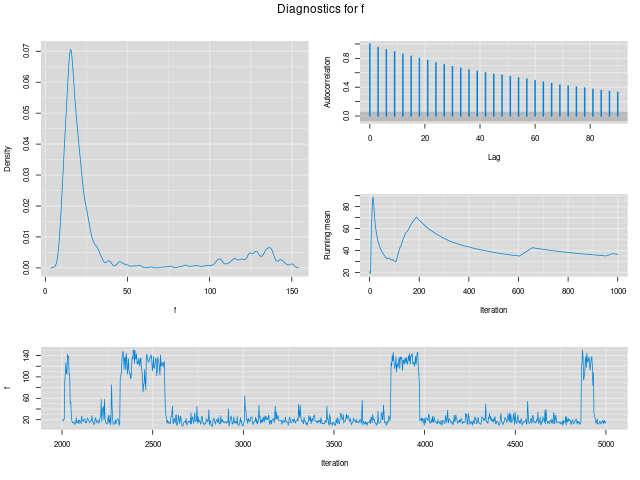 Diagnostics for f
Density
0.00 0.01 0.02 0.03 0.04 0.05 0.06 0.07
0 50 100 150
f
Autocorrelation
0.0 0.4 0.8
0 20 40 60 80
Lag
Running mean
20 40 60 80
0 200 400 600 800 1000
Iteration
f
20 60 100 140
2000 2500 3000 3500 4000 4500 5000
Iteration